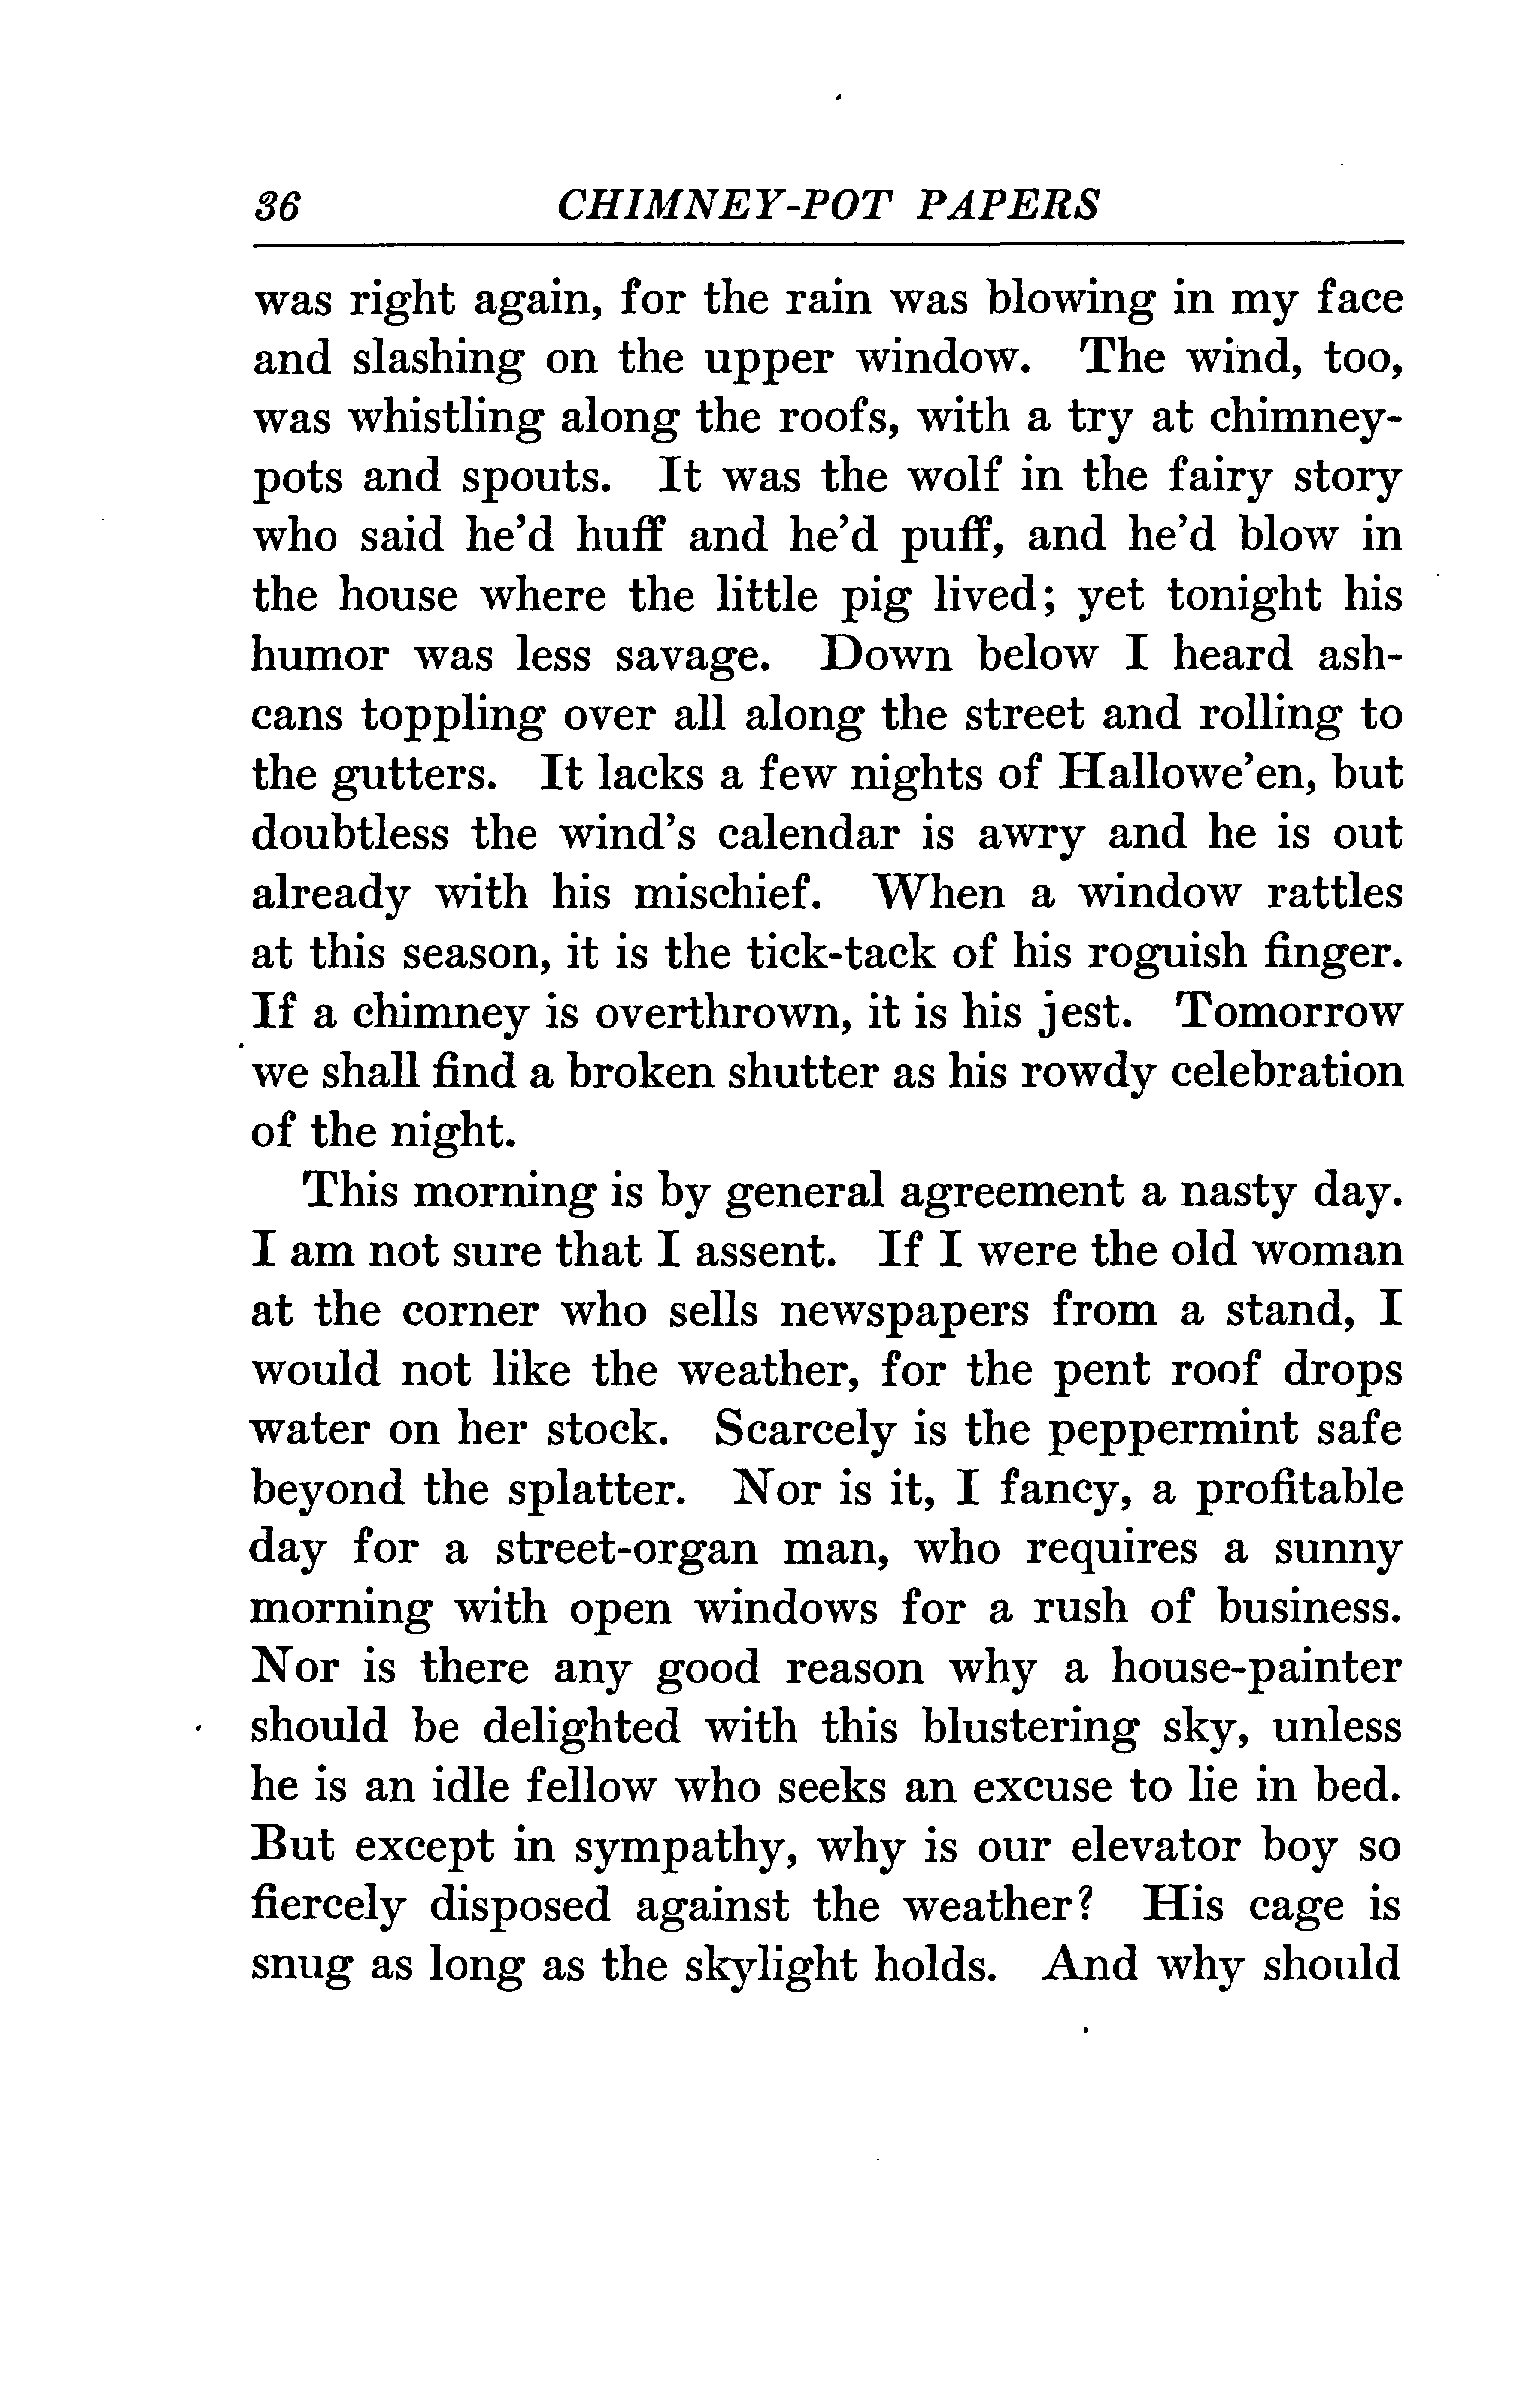 36 CHIMNEY-POT PAPERS
was right again, for the rain was blowing in my face
and slashing on the upper window. The wind, too,
was whistling along the roofs, with a try at chimney-
pots and spouts. It was the wolf in the fairy story
who said he'd huff and he'd puff, and he'd blow in
the house where the little pig lived; yet tonight his
humor was less savage. Down below I heard ash-
cans toppling over all along the street and rolling to
the gutters. It lacks a few nights of Hallowe'en, but
doubtless the wind's calendar is awry and he is out
already with his mischief. When a window rattles
at this season, it is the tick-tack of his roguish finger.
If a chimney is overthrown, it is his jest. Tomorrow
we shall find a broken shutter as his rowdy celebration
of the night.
This morning is by general agreement a nasty day.
I am not sure that I assent. If I were the old woman
at the corner who sells newspapers from a stand, I
would not like the weather, for the pent roof drops
water on her stock. Scarcely is the peppermint safe
beyond the splatter. Nor is it, I fancy, a profitable
day for a street-organ man, who requires a sunny
morning with open windows for a rush of business.
Nor is there any good reason why a house-painter
should be delighted with this blustering sky, unless
he is an idle fellow who seeks an excuse to lie in bed.
But except in sympathy, why is our elevator boy so
fiercely disposed against the weather? His cage is
snug as long as the skylight holds. And why should